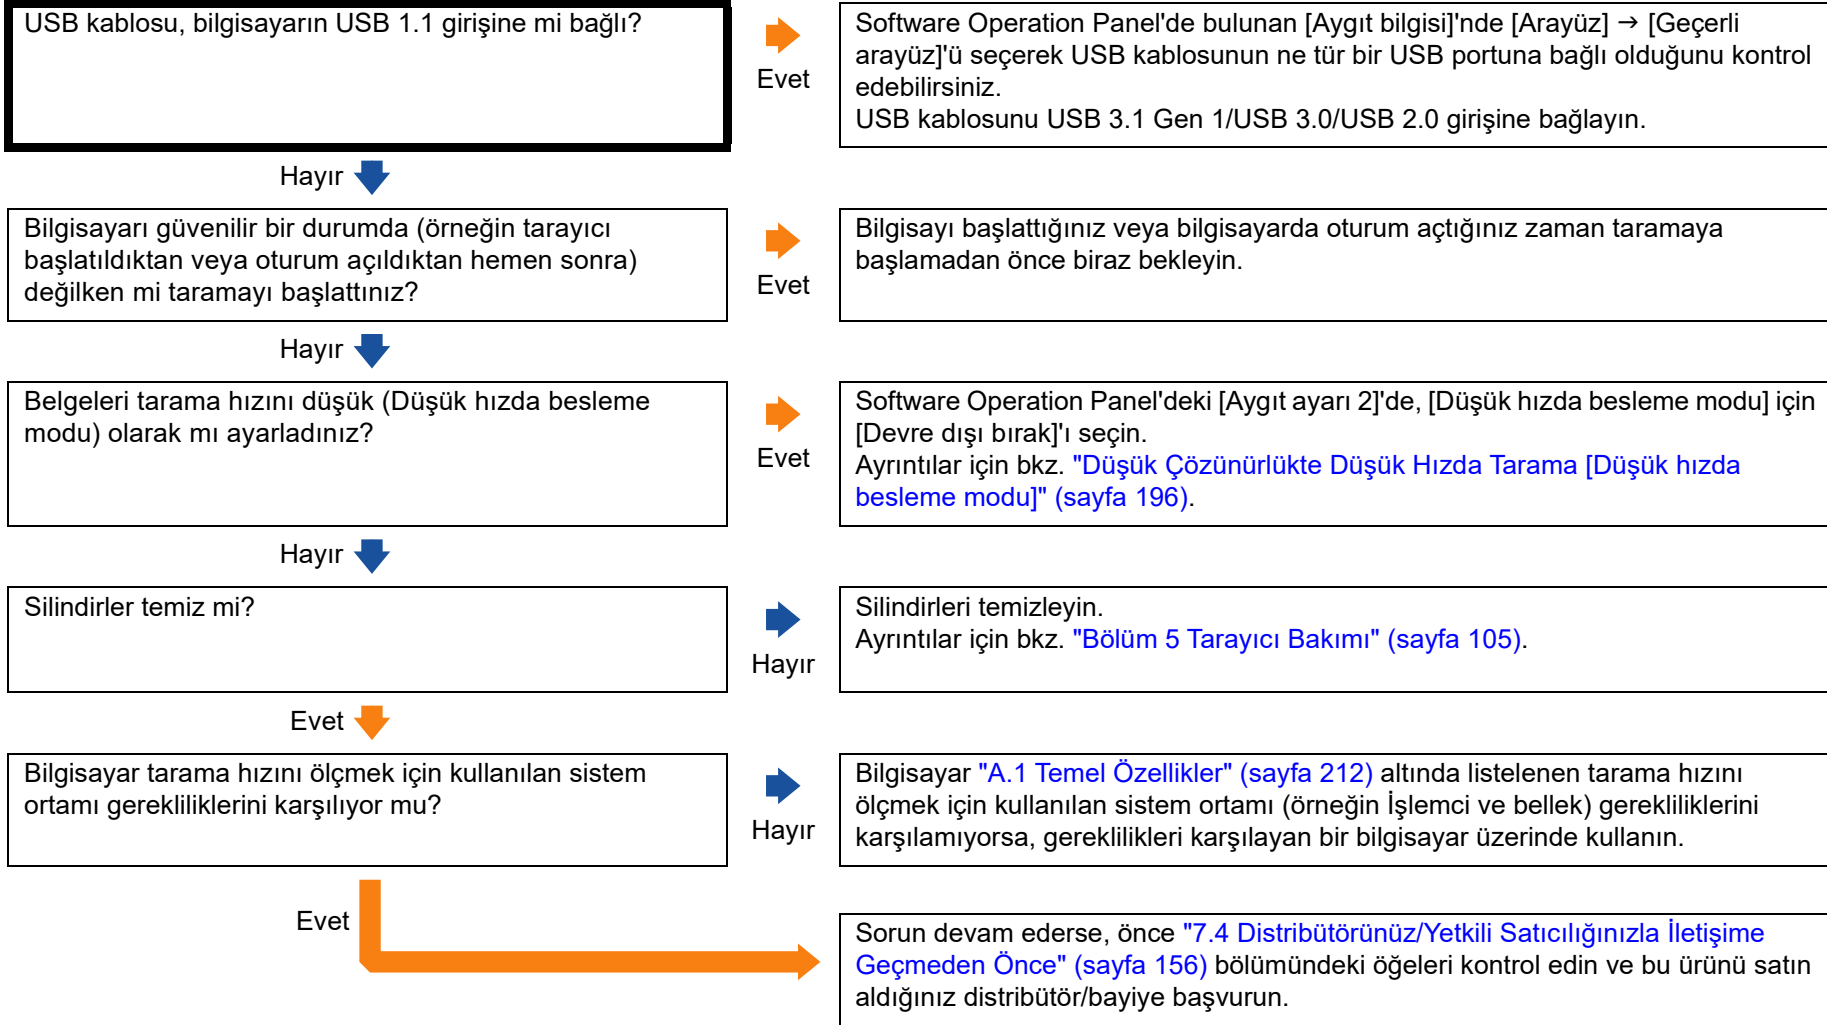 USB kablosu, bilgisayarın USB 1.1 girişine mi bağlı?
Evet
Software Operation Panel'de bulunan [Aygıt bilgisi]'nde [Arayüz] → [Geçerli
arayüz]'ü seçerek USB kablosunun ne tür bir USB portuna bağlı olduğunu kontrol
edebilirsiniz.
USB kablosunu USB 3.1 Gen 1/USB 3.0/USB 2.0 girişine bağlayın.
Hayır
Bilgisayarı güvenilir bir durumda (örneğin tarayıcı
başlatıldıktan veya oturum açıldıktan hemen sonra)
değilken mi taramayı başlattınız?
Evet
Bilgisayı başlattığınız veya bilgisayarda oturum açtığınız zaman taramaya
başlamadan önce biraz bekleyin.
Hayır
Belgeleri tarama hızını düşük (Düşük hızda besleme
modu) olarak mı ayarladınız?
Evet
Software Operation Panel'deki [Aygıt ayarı 2]'de, [Düşük hızda besleme modu] için
[Devre dışı bırak]'ı seçin.
Ayrıntılar için bkz. "Düşük Çözünürlükte Düşük Hızda Tarama [Düşük hızda
besleme modu]" (sayfa 196).
Hayır
Silindirler temiz mi?
Hayır
Silindirleri temizleyin.
Ayrıntılar için bkz. "Bölüm 5 Tarayıcı Bakımı" (sayfa 105).
Evet
Bilgisayar tarama hızını ölçmek için kullanılan sistem
ortamı gerekliliklerini karşılıyor mu?
Hayır
Bilgisayar "A.1 Temel Özellikler" (sayfa 212) altında listelenen tarama hızını
ölçmek için kullanılan sistem ortamı (örneğin İşlemci ve bellek) gerekliliklerini
karşılamıyorsa, gereklilikleri karşılayan bir bilgisayar üzerinde kullanın.
Evet
Sorun devam ederse, önce "7.4 Distribütörünüz/Yetkili Satıcılığınızla İletişime
Geçmeden Önce" (sayfa 156) bölümündeki öğeleri kontrol edin ve bu ürünü satın
aldığınız distribütör/bayiye başvurun.